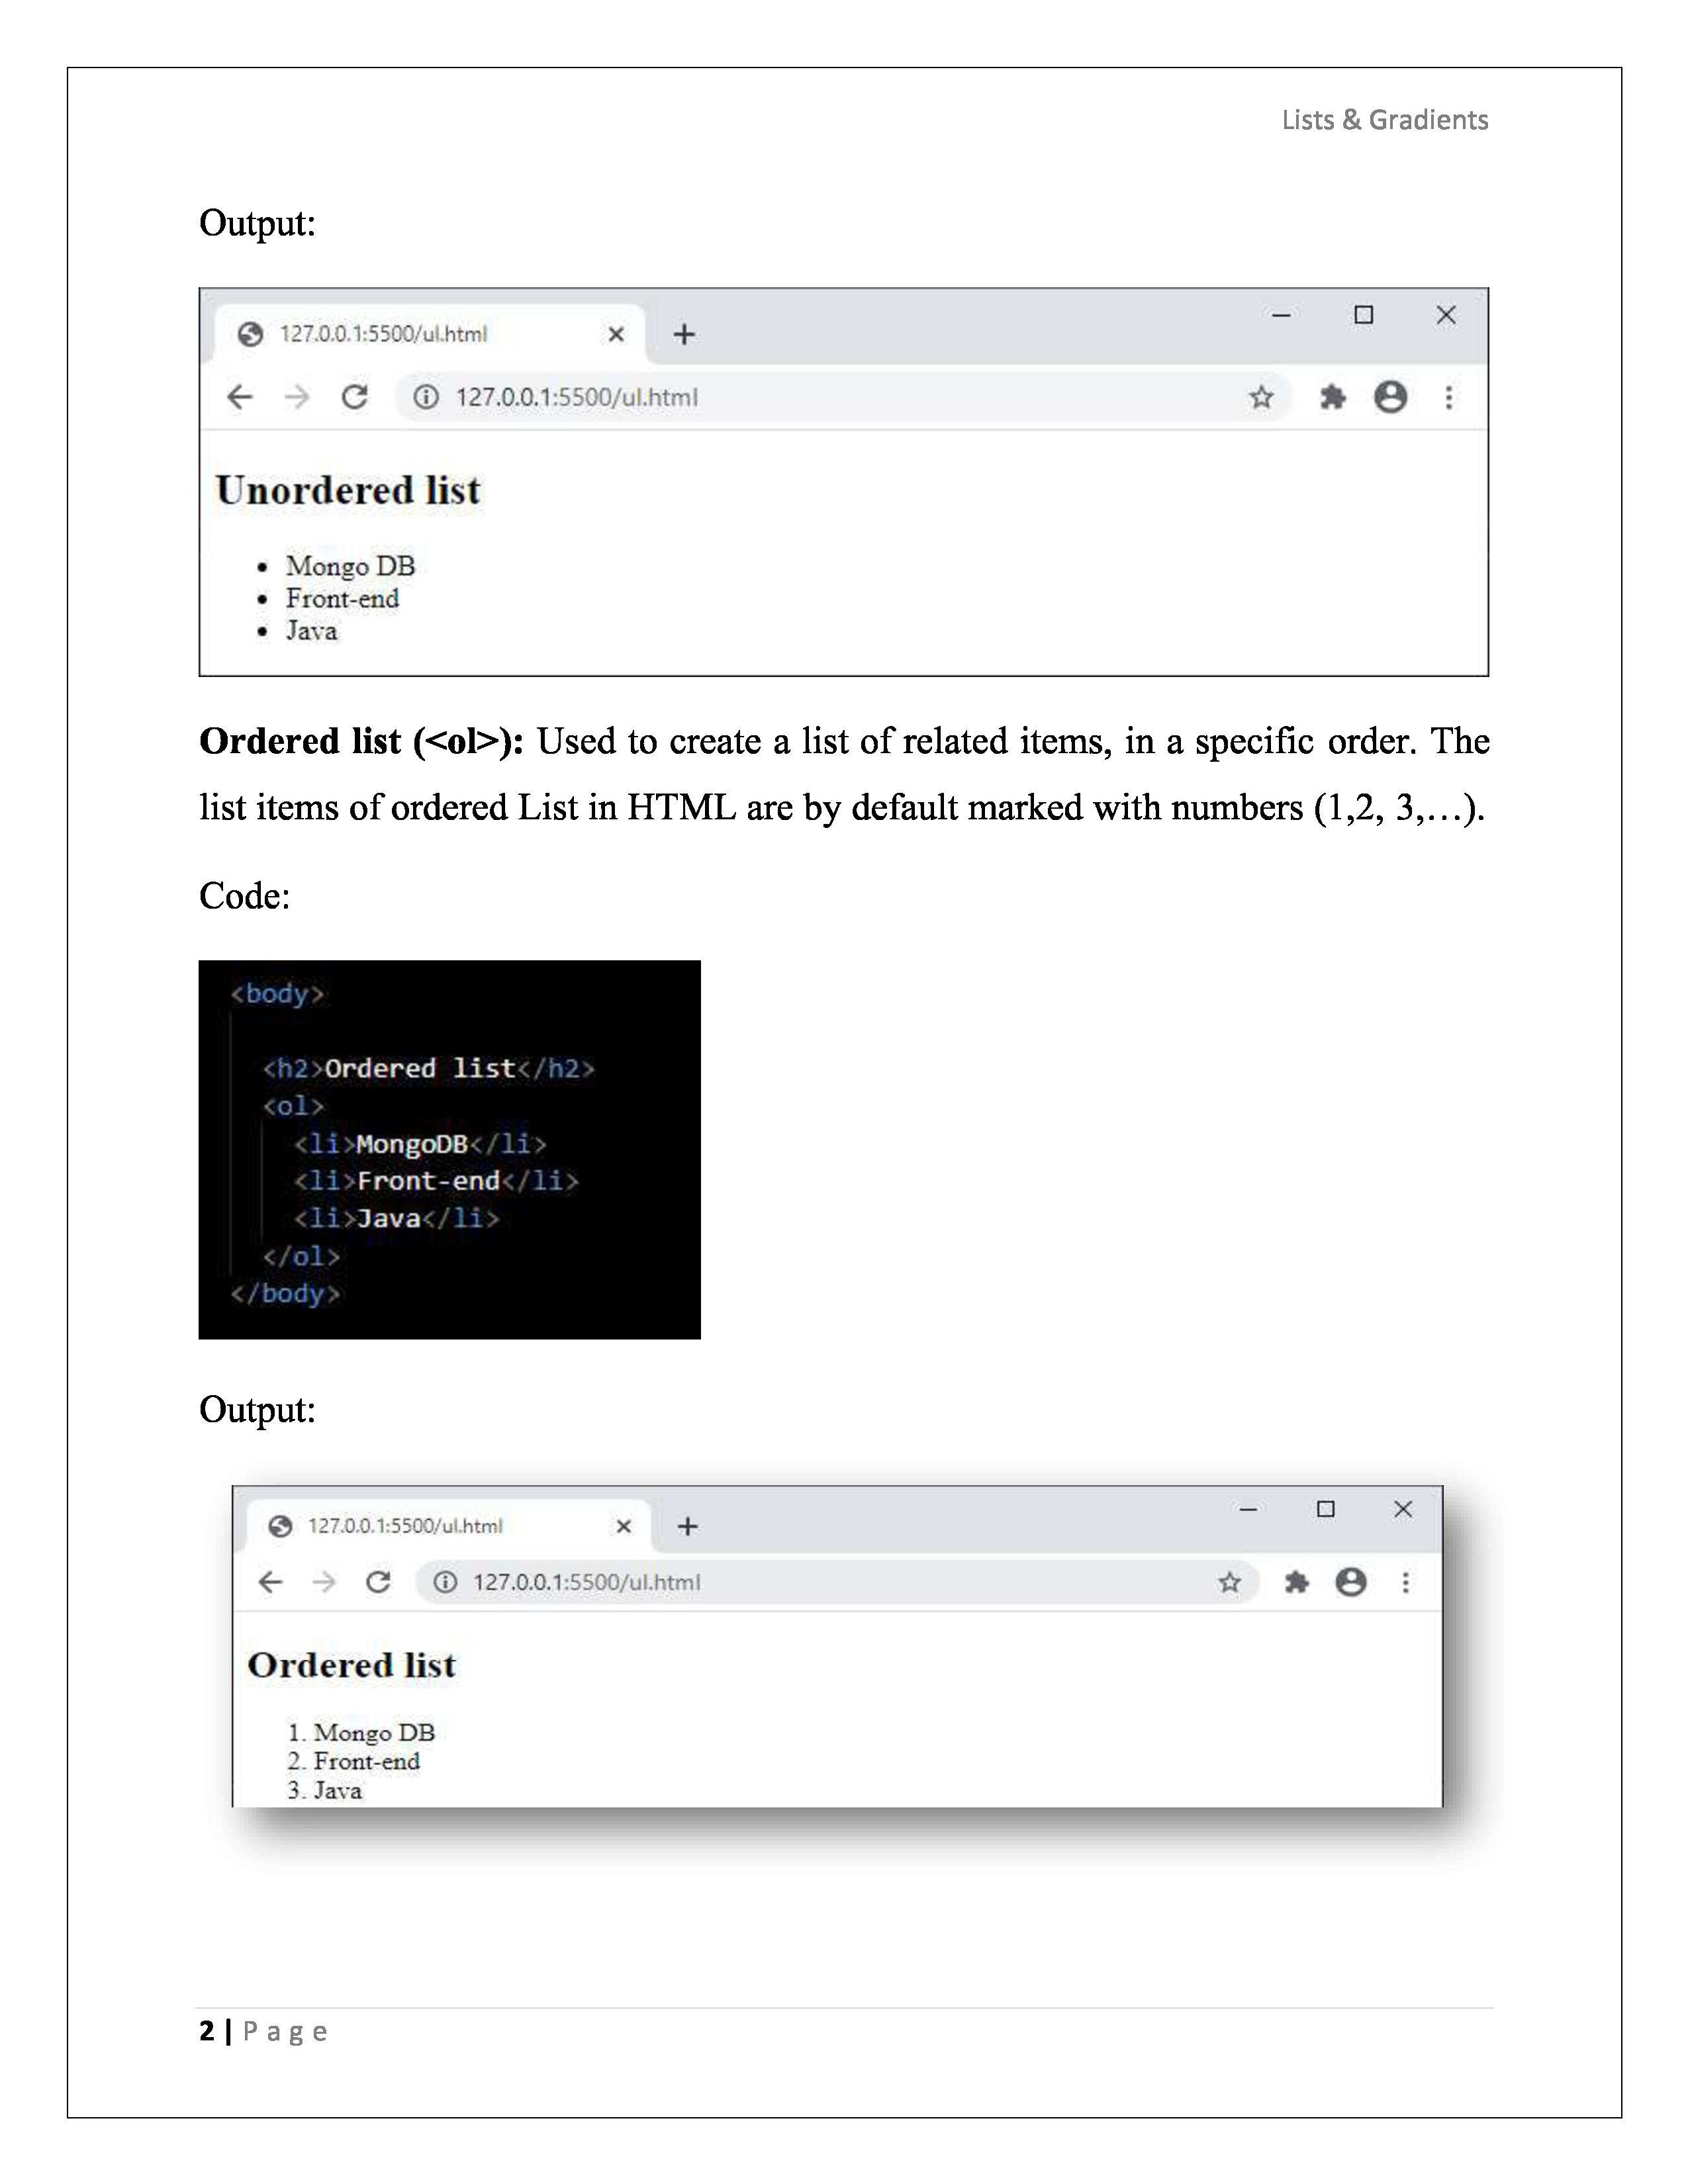 Lists & Gradients
Output:
127.0.0.1:5500/ul.html
127.0.0.1:5500/ul.html
Unordered list
• Mongo DB
• Front-end
• Java
Ordered list (<ol>): Used to create a list of related items, in a specific order. The
list items of ordered List in HTML are by default marked with numbers (1,2, 3,…).
Code:
<body>
<h2>Ordered list</h2>
<ol>
<li>MongoDB</li>
<li>Front-end</li>
<li>Java</li>
</ol>
</body>
Output:
127.0.0.1:5500/ul.html
127.0.0.1:5500/ul.html
Ordered list
1. Mongo DB
2. Front-end
3. Java
2 | Page